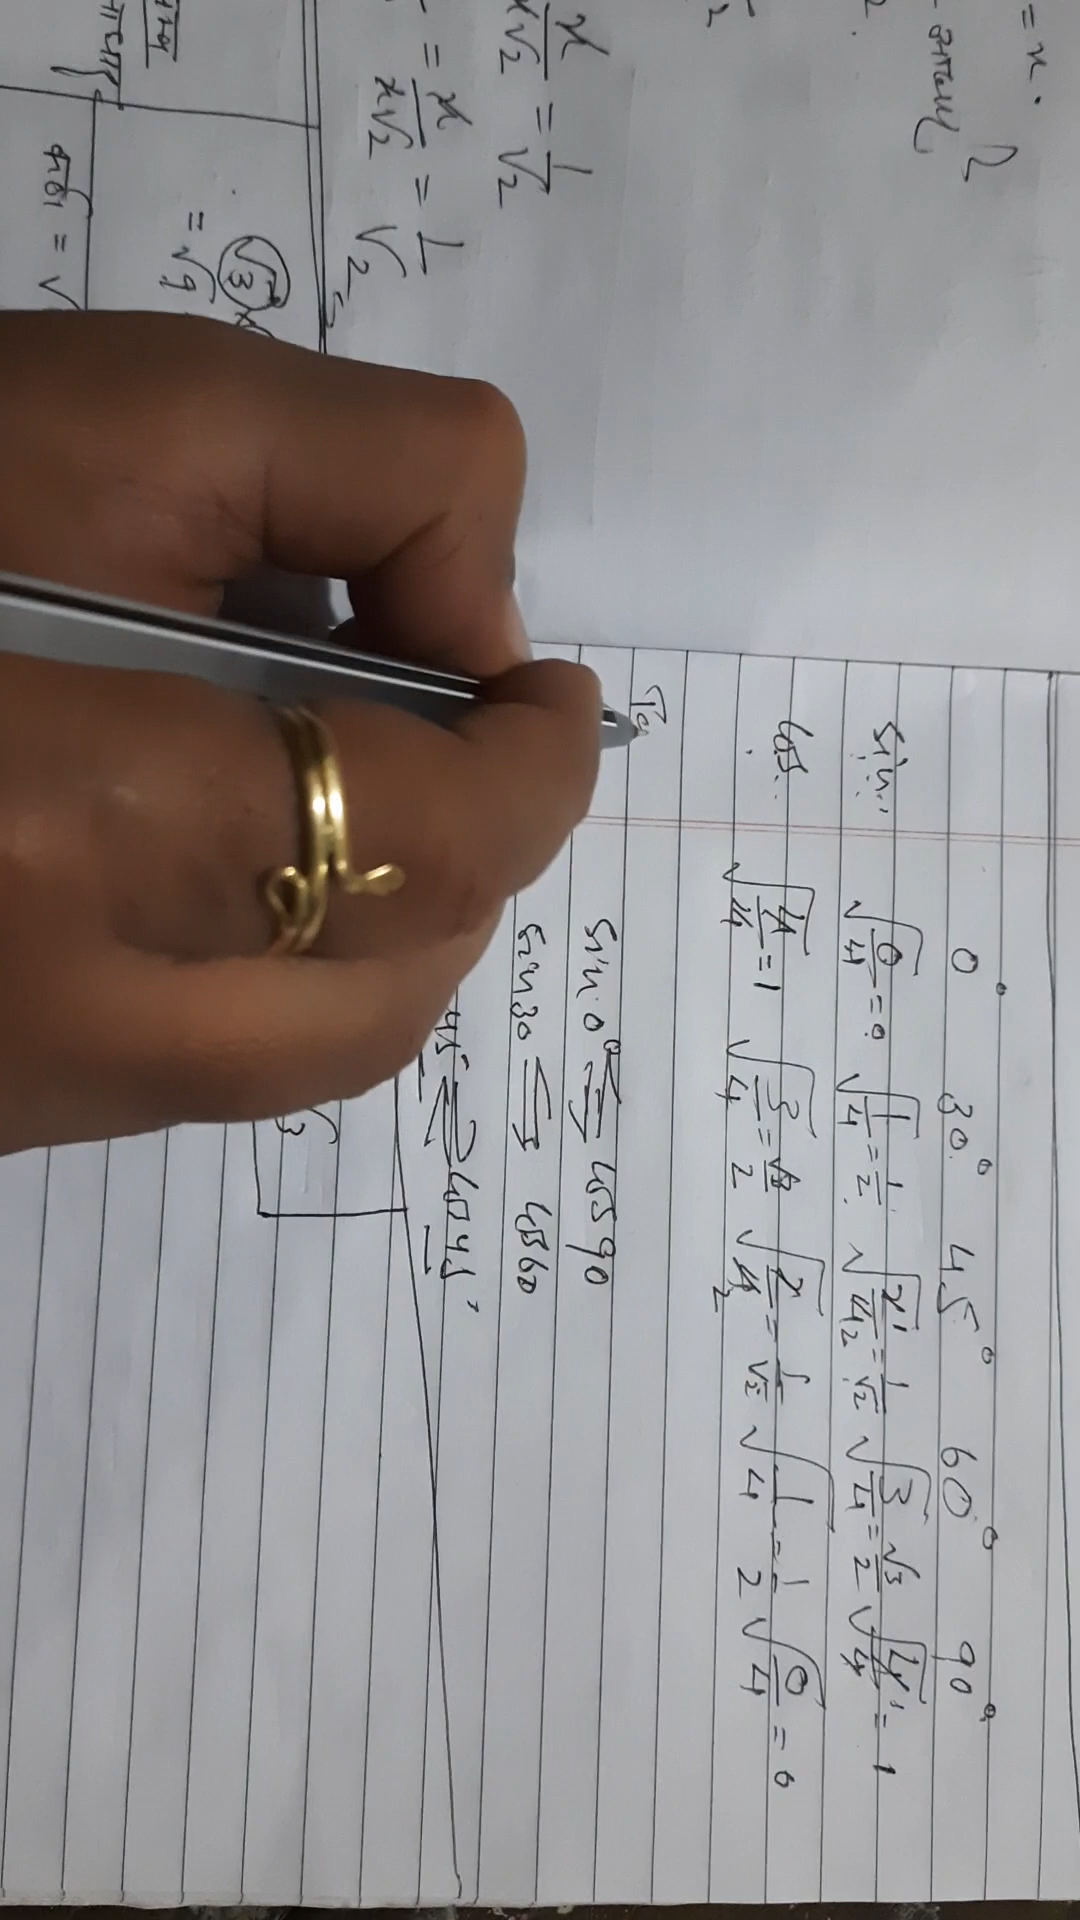 0° 30° 45° 60° 90°
sin √0/4 = 0 √1/4 = 1/2 √2/4 = 1/√2 √3/4 = √3/2 √4/4 = 1
cos √4/4 = 1 √3/4 = √3/2 √2/4 = 1/√2 √1/4 = 1/2 √0/4 = 0
Ta
sin 0° ⇌ cos 90
sin 30 ⇌ cos 60
45 ⇌ cos 45
= x.
x/x√2 = 1/√2
= x/x√2 = 1/√2
√3
= √9
कर्ण = √